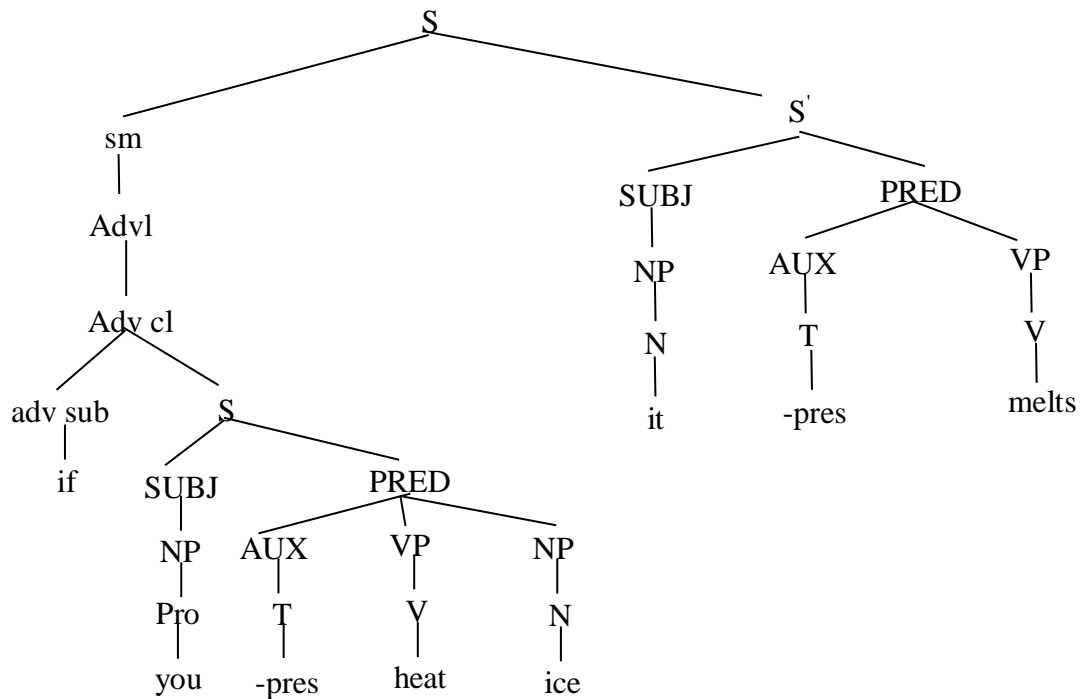 S
sm S'
SUBJ PRED
Advl
NP AUX VP
Adv cl N T V
adv sub S it -pres melts
if SUBJ PRED
NP AUX VP NP
Pro T V N
you -pres heat ice